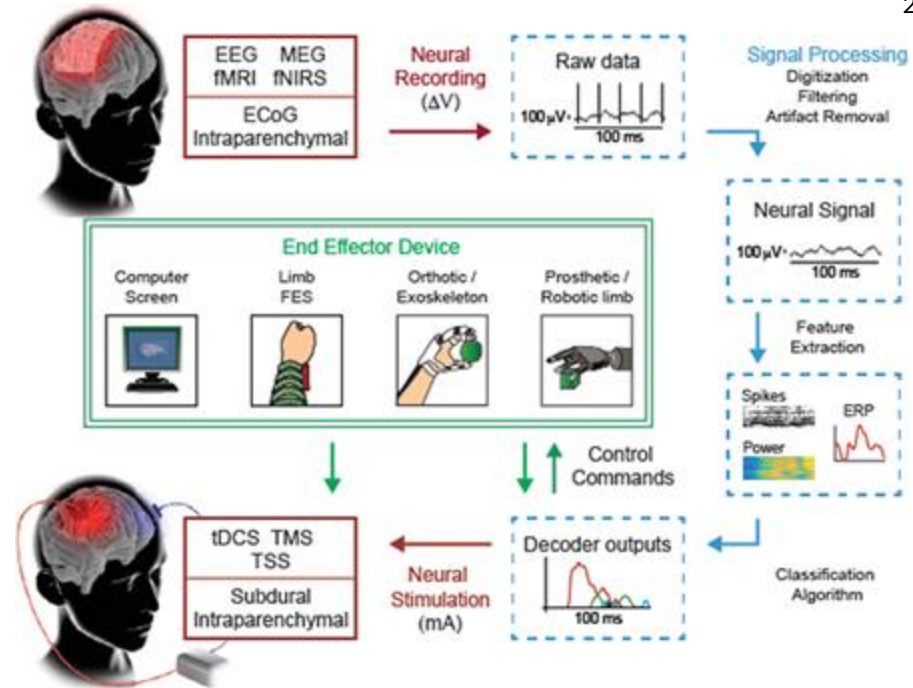 2
EEG MEG
fMRI fNIRS
ECoG
Intraparenchymal
Neural
Recording
(ΔV)
Raw data
100 µV
100 ms
Signal Processing
Digitization
Filtering
Artifact Removal
Neural Signal
100 µV
100 ms
Feature
Extraction
Spikes
Power
ERP
Classification
Algorithm
End Effector Device
Computer
Screen
Limb
FES
Orthotic /
Exoskeleton
Prosthetic /
Robotic limb
Control
Commands
Decoder outputs
100 ms
Neural
Stimulation
(mA)
tDCS TMS
TSS
Subdural
Intraparenchymal